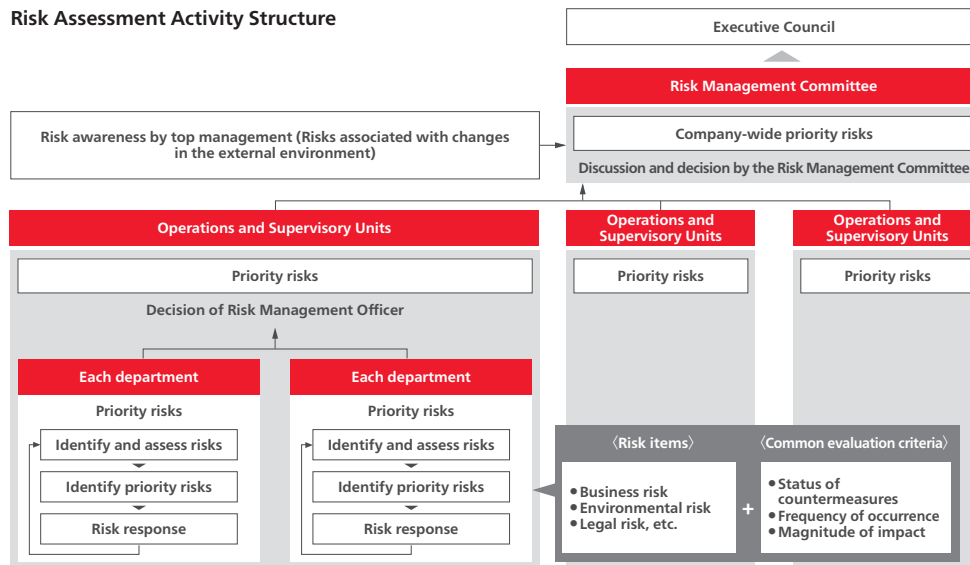 Risk Assessment Activity Structure
Executive Council
Risk Management Committee
Risk awareness by top management (Risks associated with changes
in the external environment)
Company-wide priority risks
Discussion and decision by the Risk Management Committee
Operations and Supervisory Units
Priority risks
Decision of Risk Management Officer
Operations and
Supervisory Units
Priority risks
Operations and
Supervisory Units
Priority risks
Each department
Priority risks
Identify and assess risks
Identify priority risks
Risk response
Each department
Priority risks
Identify and assess risks
Identify priority risks
Risk response
〈Risk items〉
•Business risk
•Environmental risk
•Legal risk, etc.
+
〈Common evaluation criteria〉
•Status of
countermeasures
•Frequency of occurrence
•Magnitude of impact